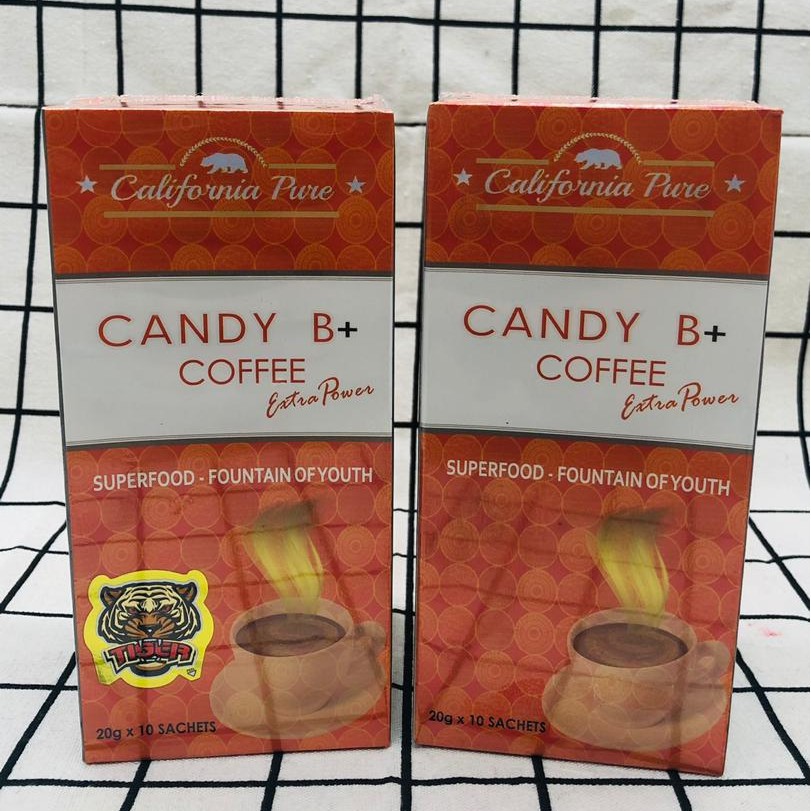 California Pure
CANDY B+
COFFEE
Extra Power
SUPERFOOD - FOUNTAIN OF YOUTH
TIGER
20g x 10 SACHETS
California Pure
CANDY B+
COFFEE
Extra Power
SUPERFOOD - FOUNTAIN OF YOUTH
20g x 10 SACHETS